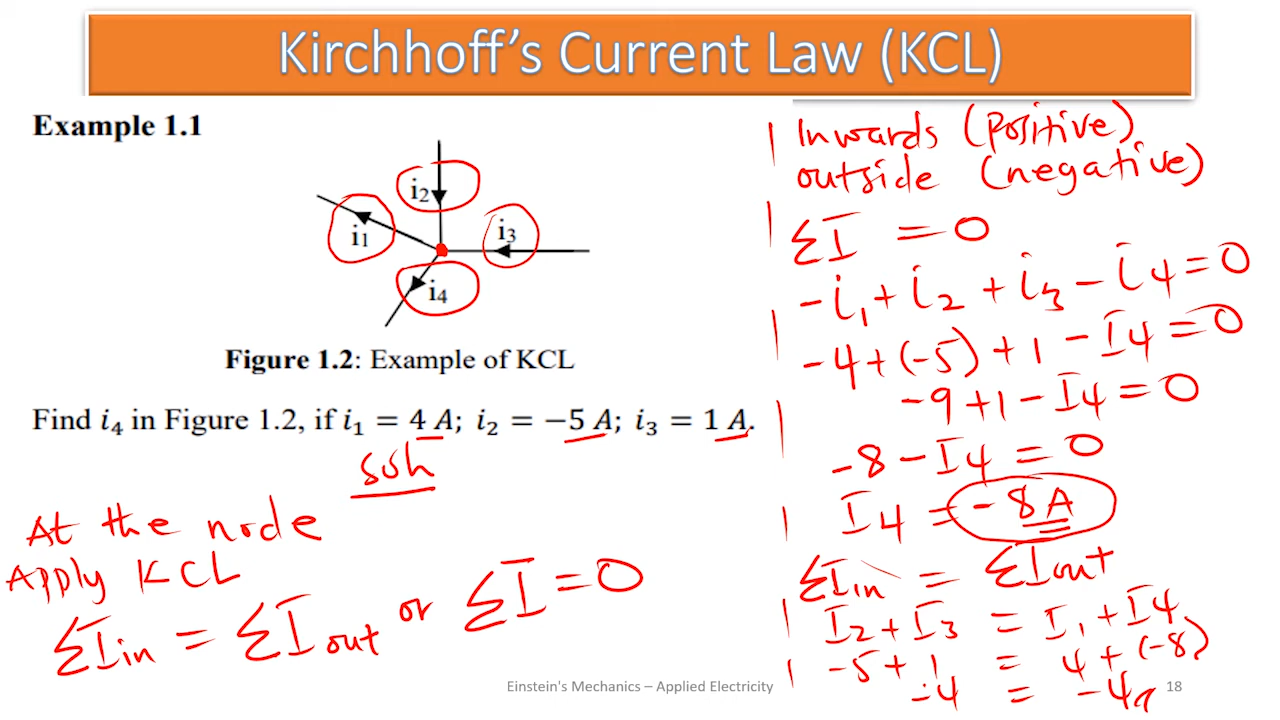 Kirchhoff's Current Law (KCL)
Example 1.1
i2
i1
i3
i4
Figure 1.2: Example of KCL
Find i4 in Figure 1.2, if i1 = 4 A; i2 = −5 A; i3 = 1 A.
soln
At the node
Apply KCL
ΣIin = ΣIout or ΣI = 0
Inwards (positive)
outside (negative)
ΣI = 0
-i1 + i2 + i3 - i4 = 0
-4 + (-5) + 1 - I4 = 0
-9 + 1 - I4 = 0
-8 - I4 = 0
I4 = -8 A
ΣIin = ΣIout
I2 + I3 = I1 + I4
-5 + 1 = 4 + (-8)
-4 = -4
Einstein's Mechanics – Applied Electricity
18